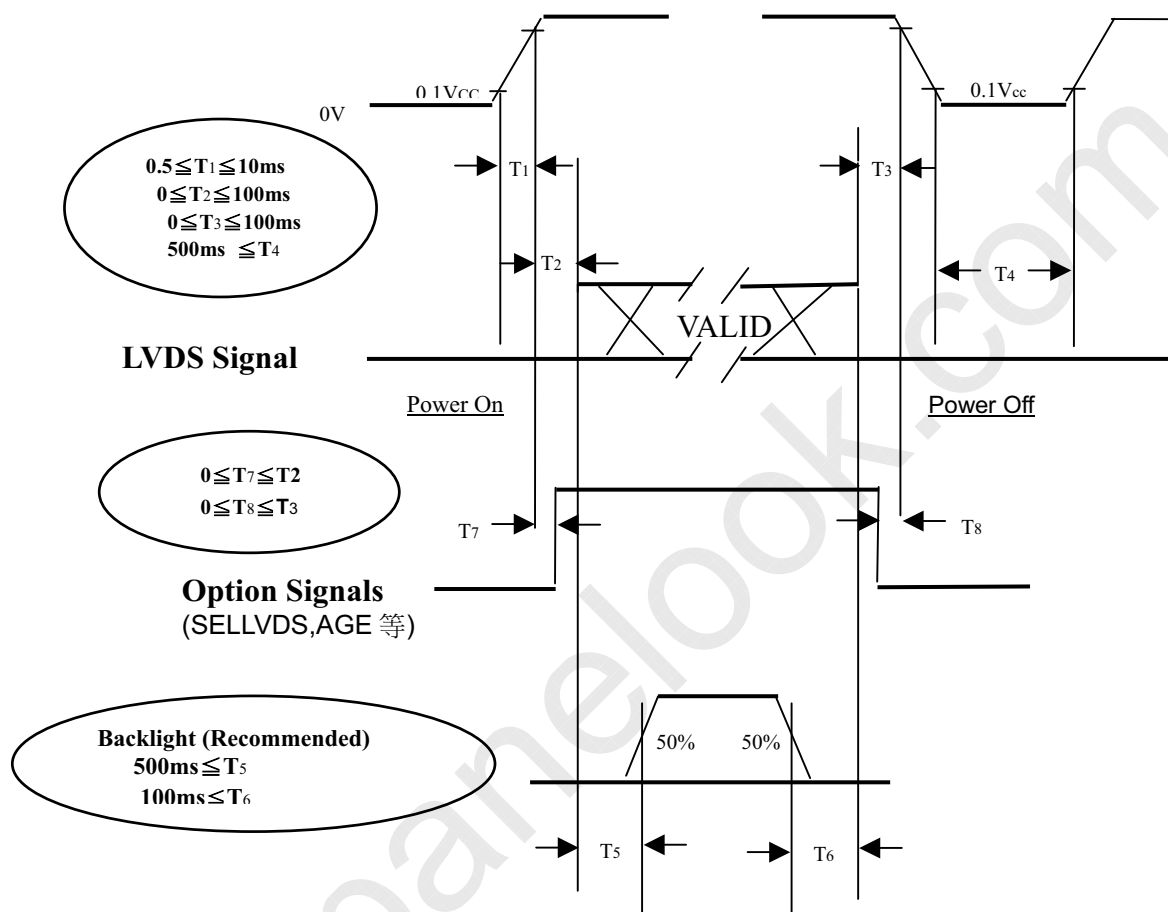 0.1VCC
0.1Vcc
0V
0.5≦T1≦10ms
0≦T2≦100ms
0≦T3≦100ms
500ms ≦T4
T1
T3
T2
T4
VALID
LVDS Signal
Power On
Power Off
0≦T7≦T2
0≦T8≦T3
T7
T8
Option Signals
(SELLVDS,AGE 等)
Backlight (Recommended)
500ms≦T5
100ms≦T6
50%
50%
T5
T6
panelook.com